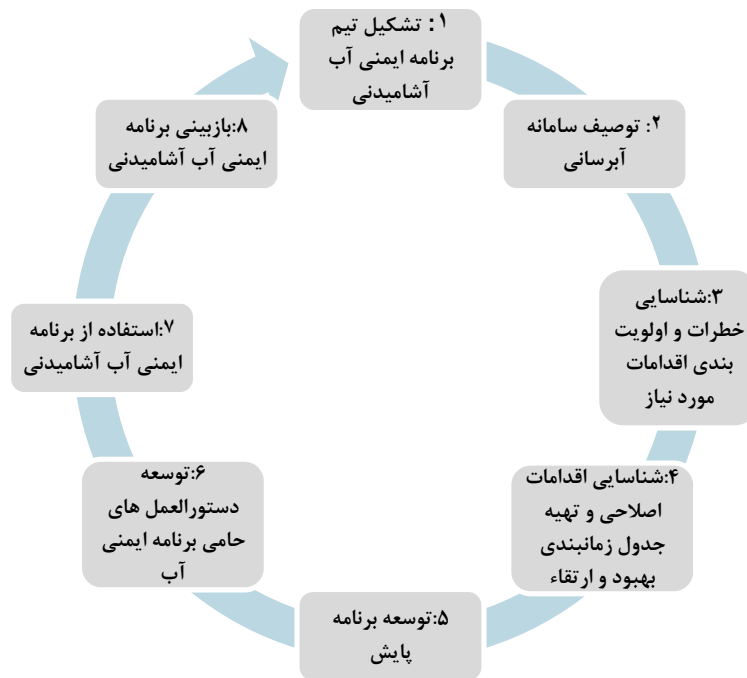 ۱: تشکیل تیم
برنامه ایمنی آب
آشامیدنی
۲: توصیف سامانه
آبرسانی
۳:شناسایی
خطرات و اولویت
بندی اقدامات
مورد نیاز
۴:شناسایی اقدامات
اصلاحی و تهیه
جدول زمانبندی
بهبود و ارتقاء
۵:توسعه برنامه
پایش
۶:توسعه
دستورالعمل های
حامی برنامه ایمنی
آب
۷:استفاده از برنامه
ایمنی آب آشامیدنی
۸:بازبینی برنامه
ایمنی آب آشامیدنی